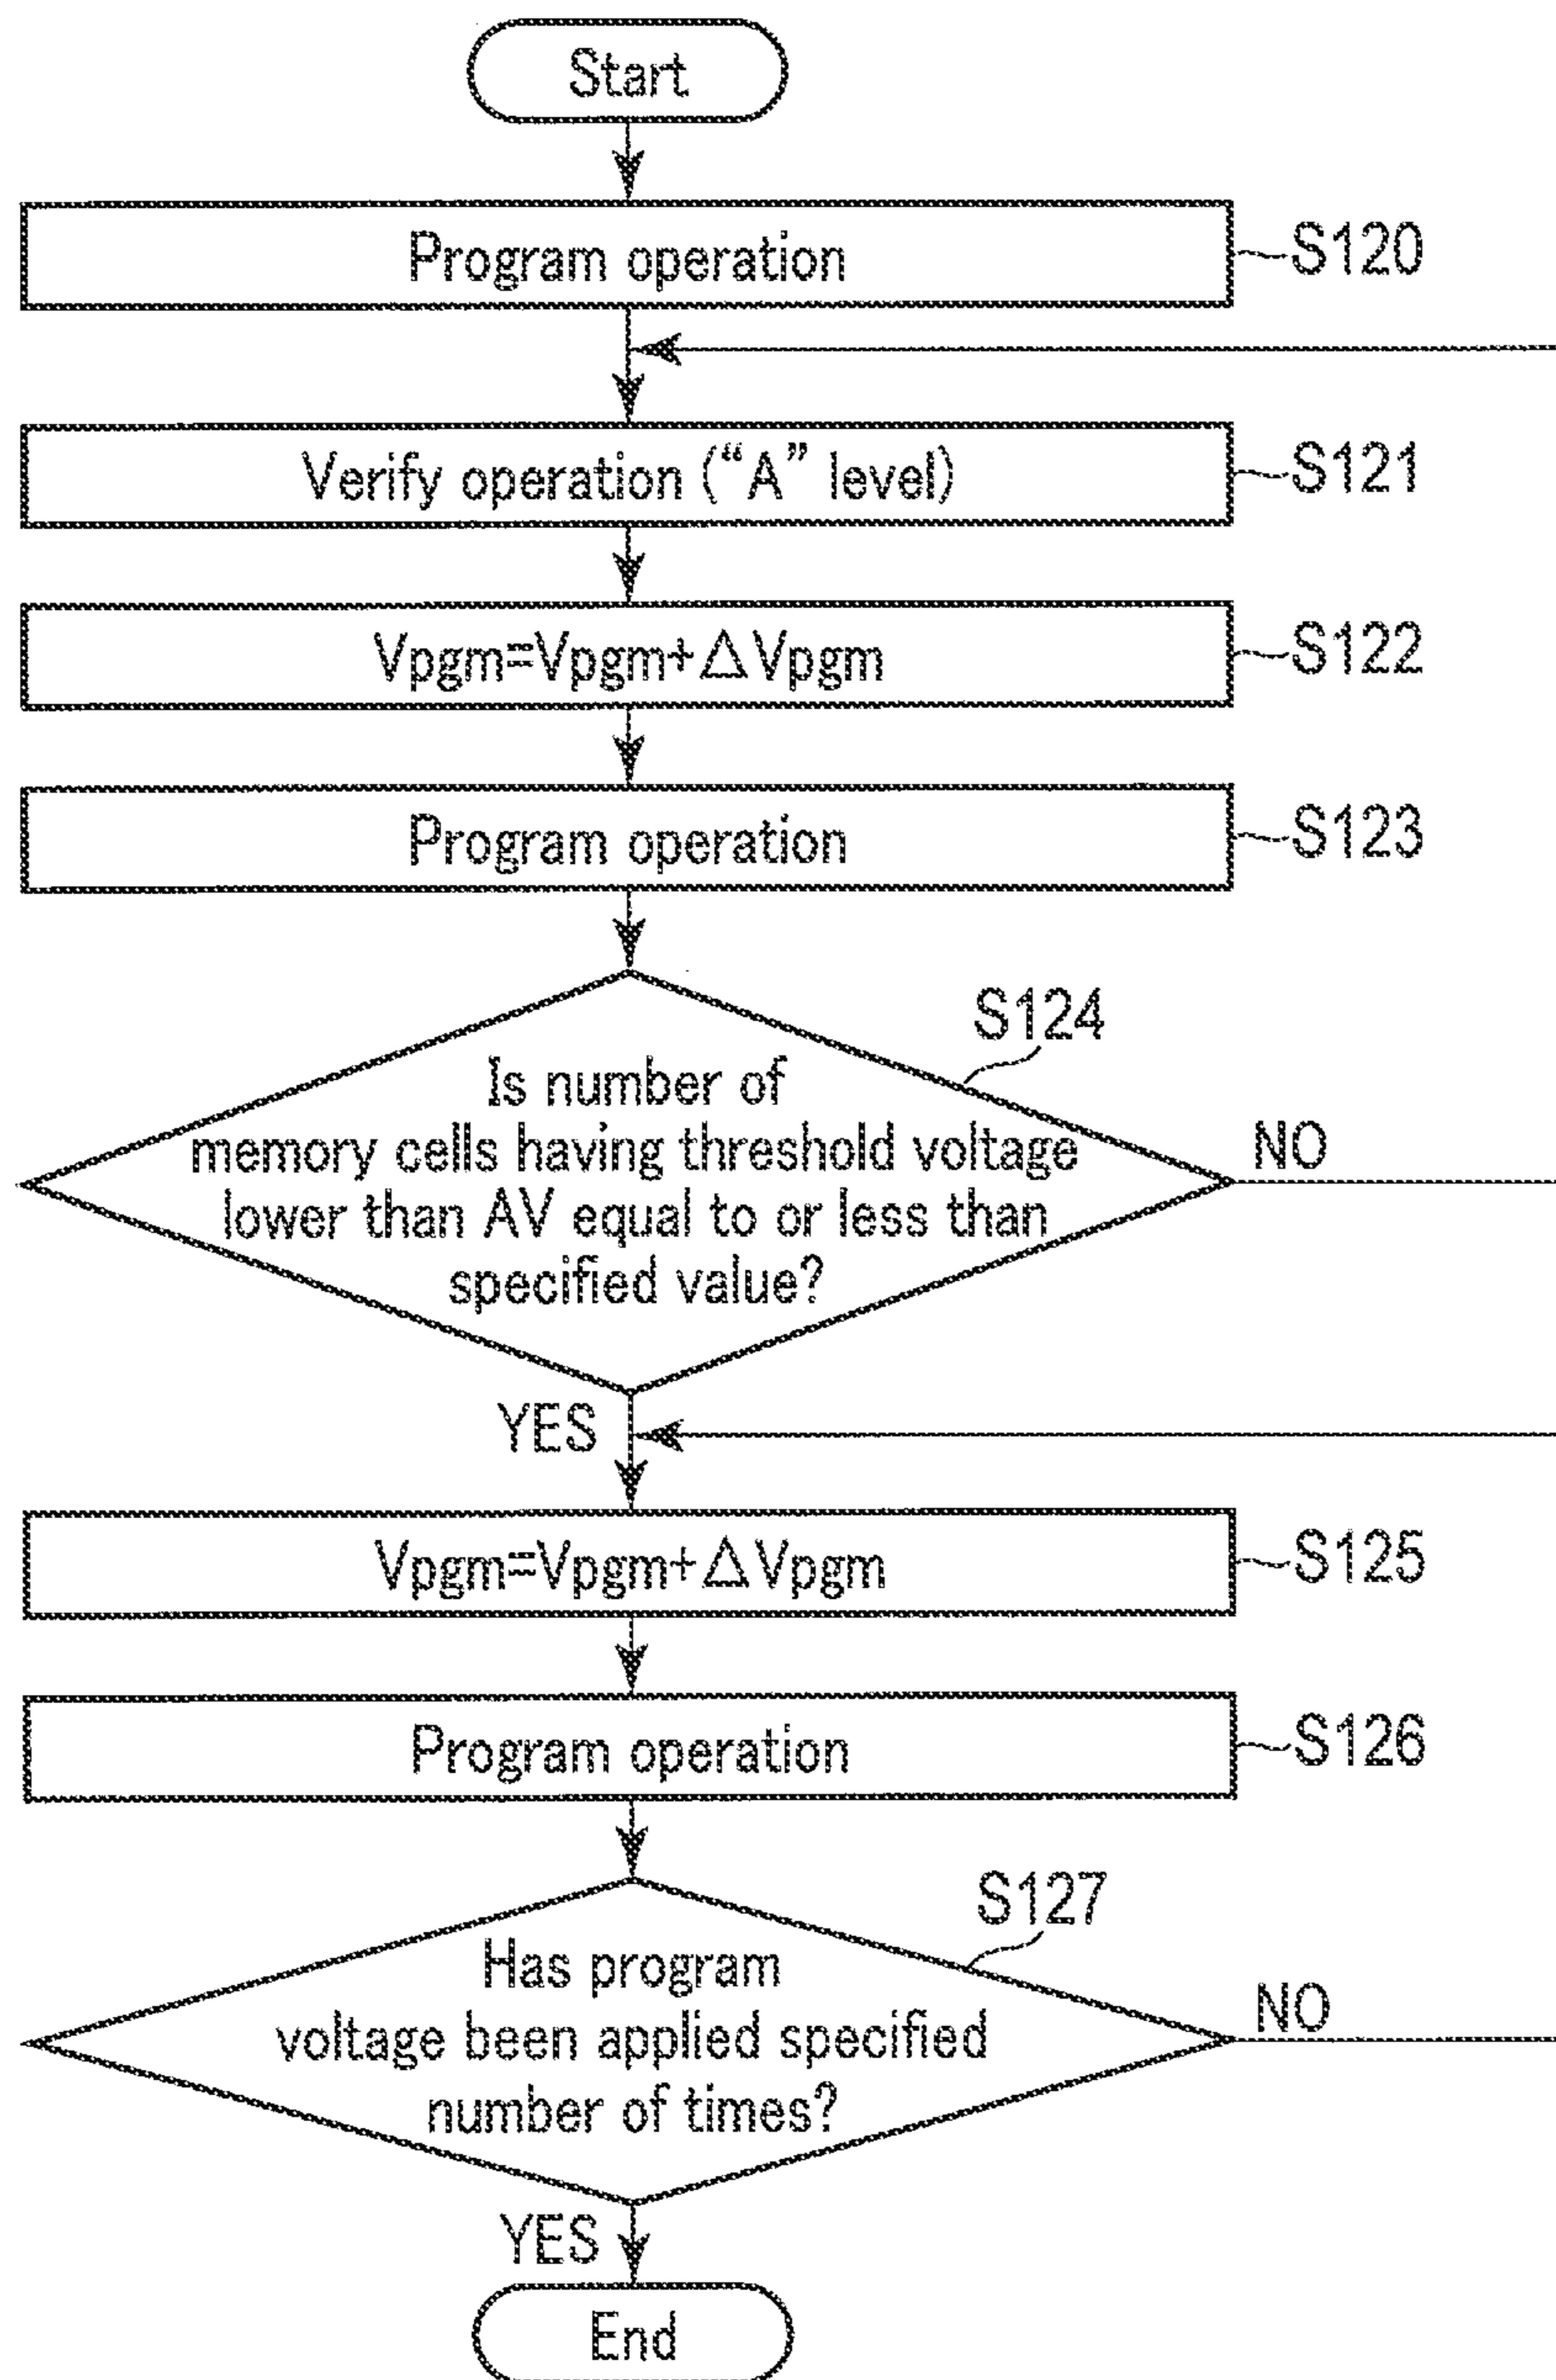 Start
Program operation
S120
Verify operation (“A” level)
S121
Vpgm=Vpgm+△Vpgm
S122
Program operation
S123
S124
Is number of
memory cells having threshold voltage
lower than AV equal to or less than
specified value?
NO
YES
Vpgm=Vpgm+△Vpgm
S125
Program operation
S126
S127
Has program
voltage been applied specified
number of times?
NO
YES
End